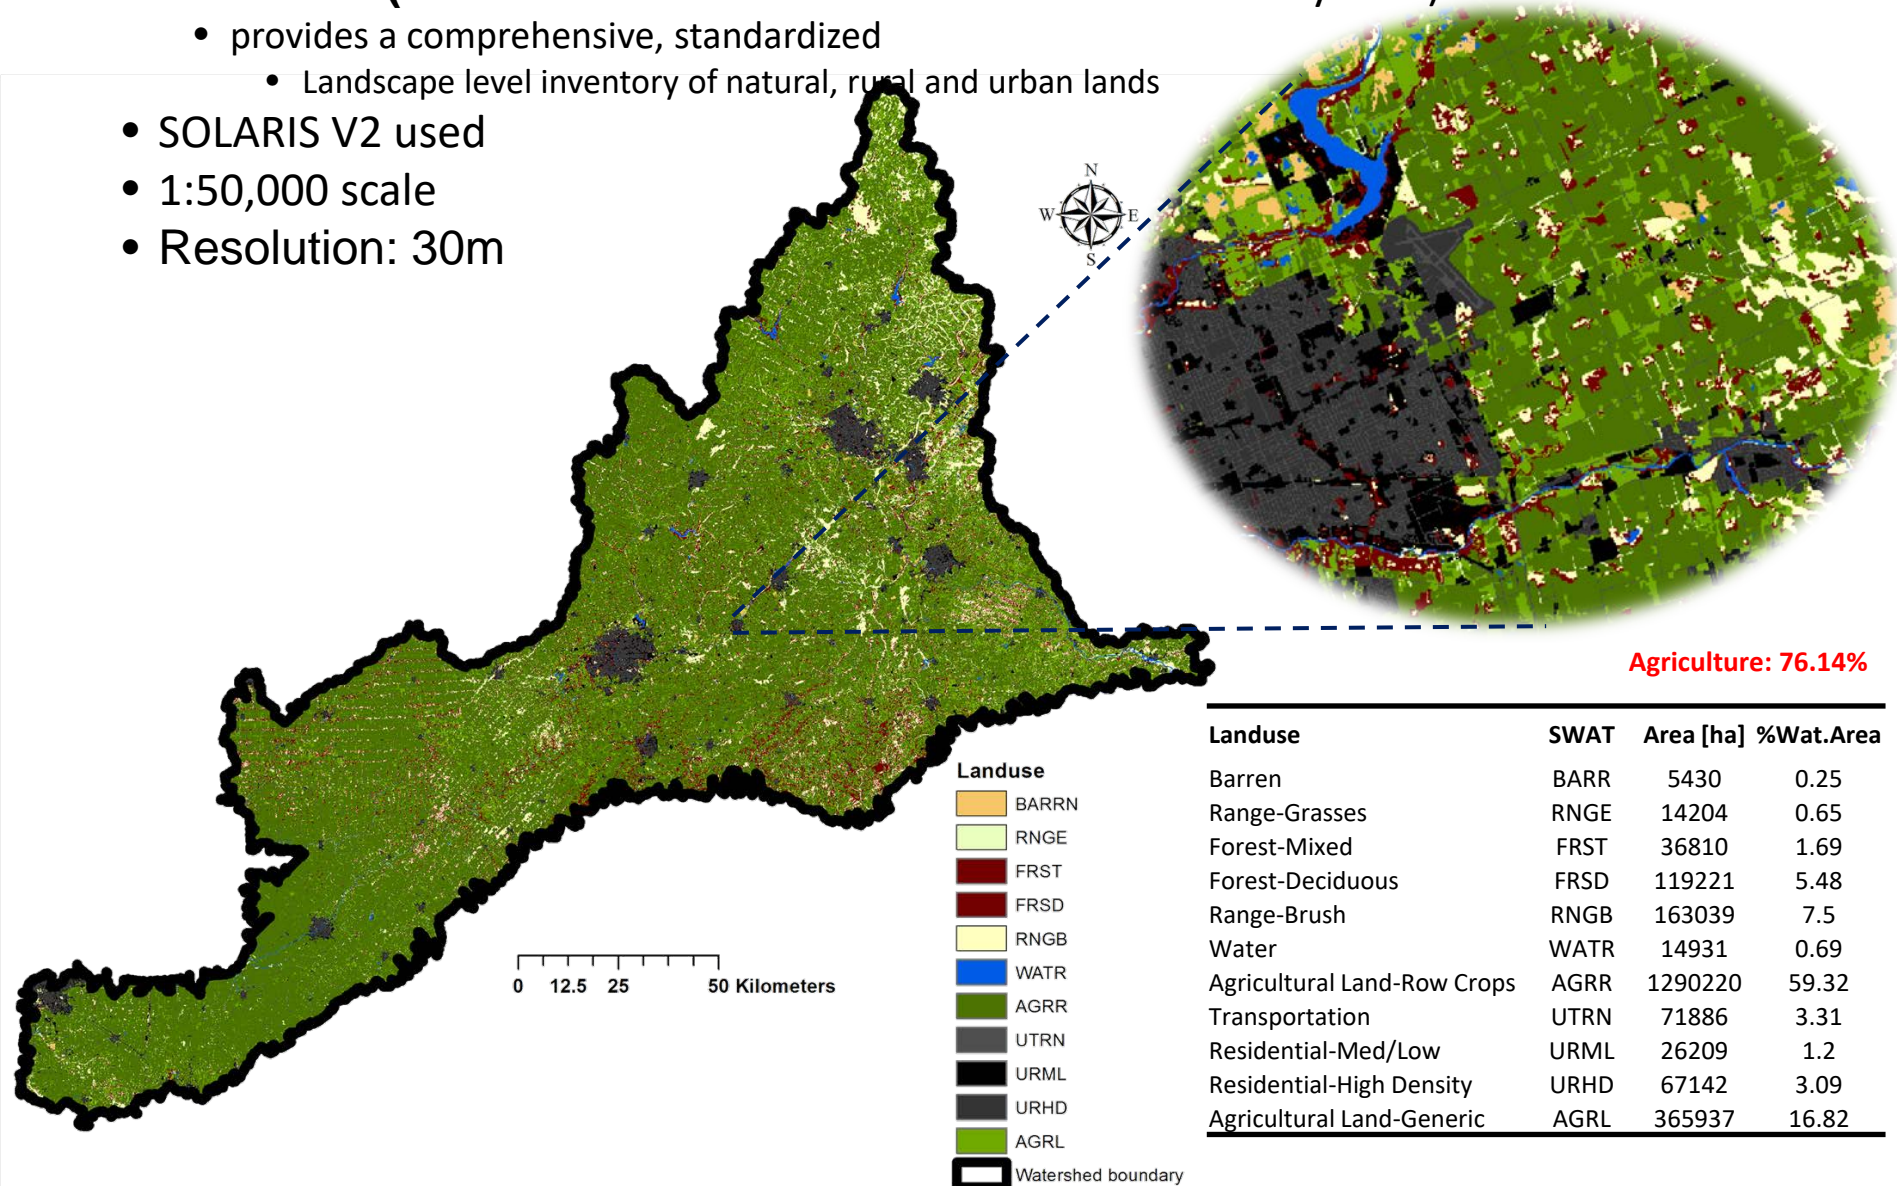 • provides a comprehensive, standardized
• Landscape level inventory of natural, rural and urban lands
• SOLARIS V2 used
• 1:50,000 scale
• Resolution: 30m
N
W E
S
Agriculture: 76.14%
Landuse SWAT Area [ha] %Wat.Area
Barren BARR 5430 0.25
Range-Grasses RNGE 14204 0.65
Forest-Mixed FRST 36810 1.69
Forest-Deciduous FRSD 119221 5.48
Range-Brush RNGB 163039 7.5
Water WATR 14931 0.69
Agricultural Land-Row Crops AGRR 1290220 59.32
Transportation UTRN 71886 3.31
Residential-Med/Low URML 26209 1.2
Residential-High Density URHD 67142 3.09
Agricultural Land-Generic AGRL 365937 16.82
Landuse
BARRN
RNGE
FRST
FRSD
RNGB
WATR
AGRR
UTRN
URML
URHD
AGRL
Watershed boundary
0 12.5 25 50 Kilometers